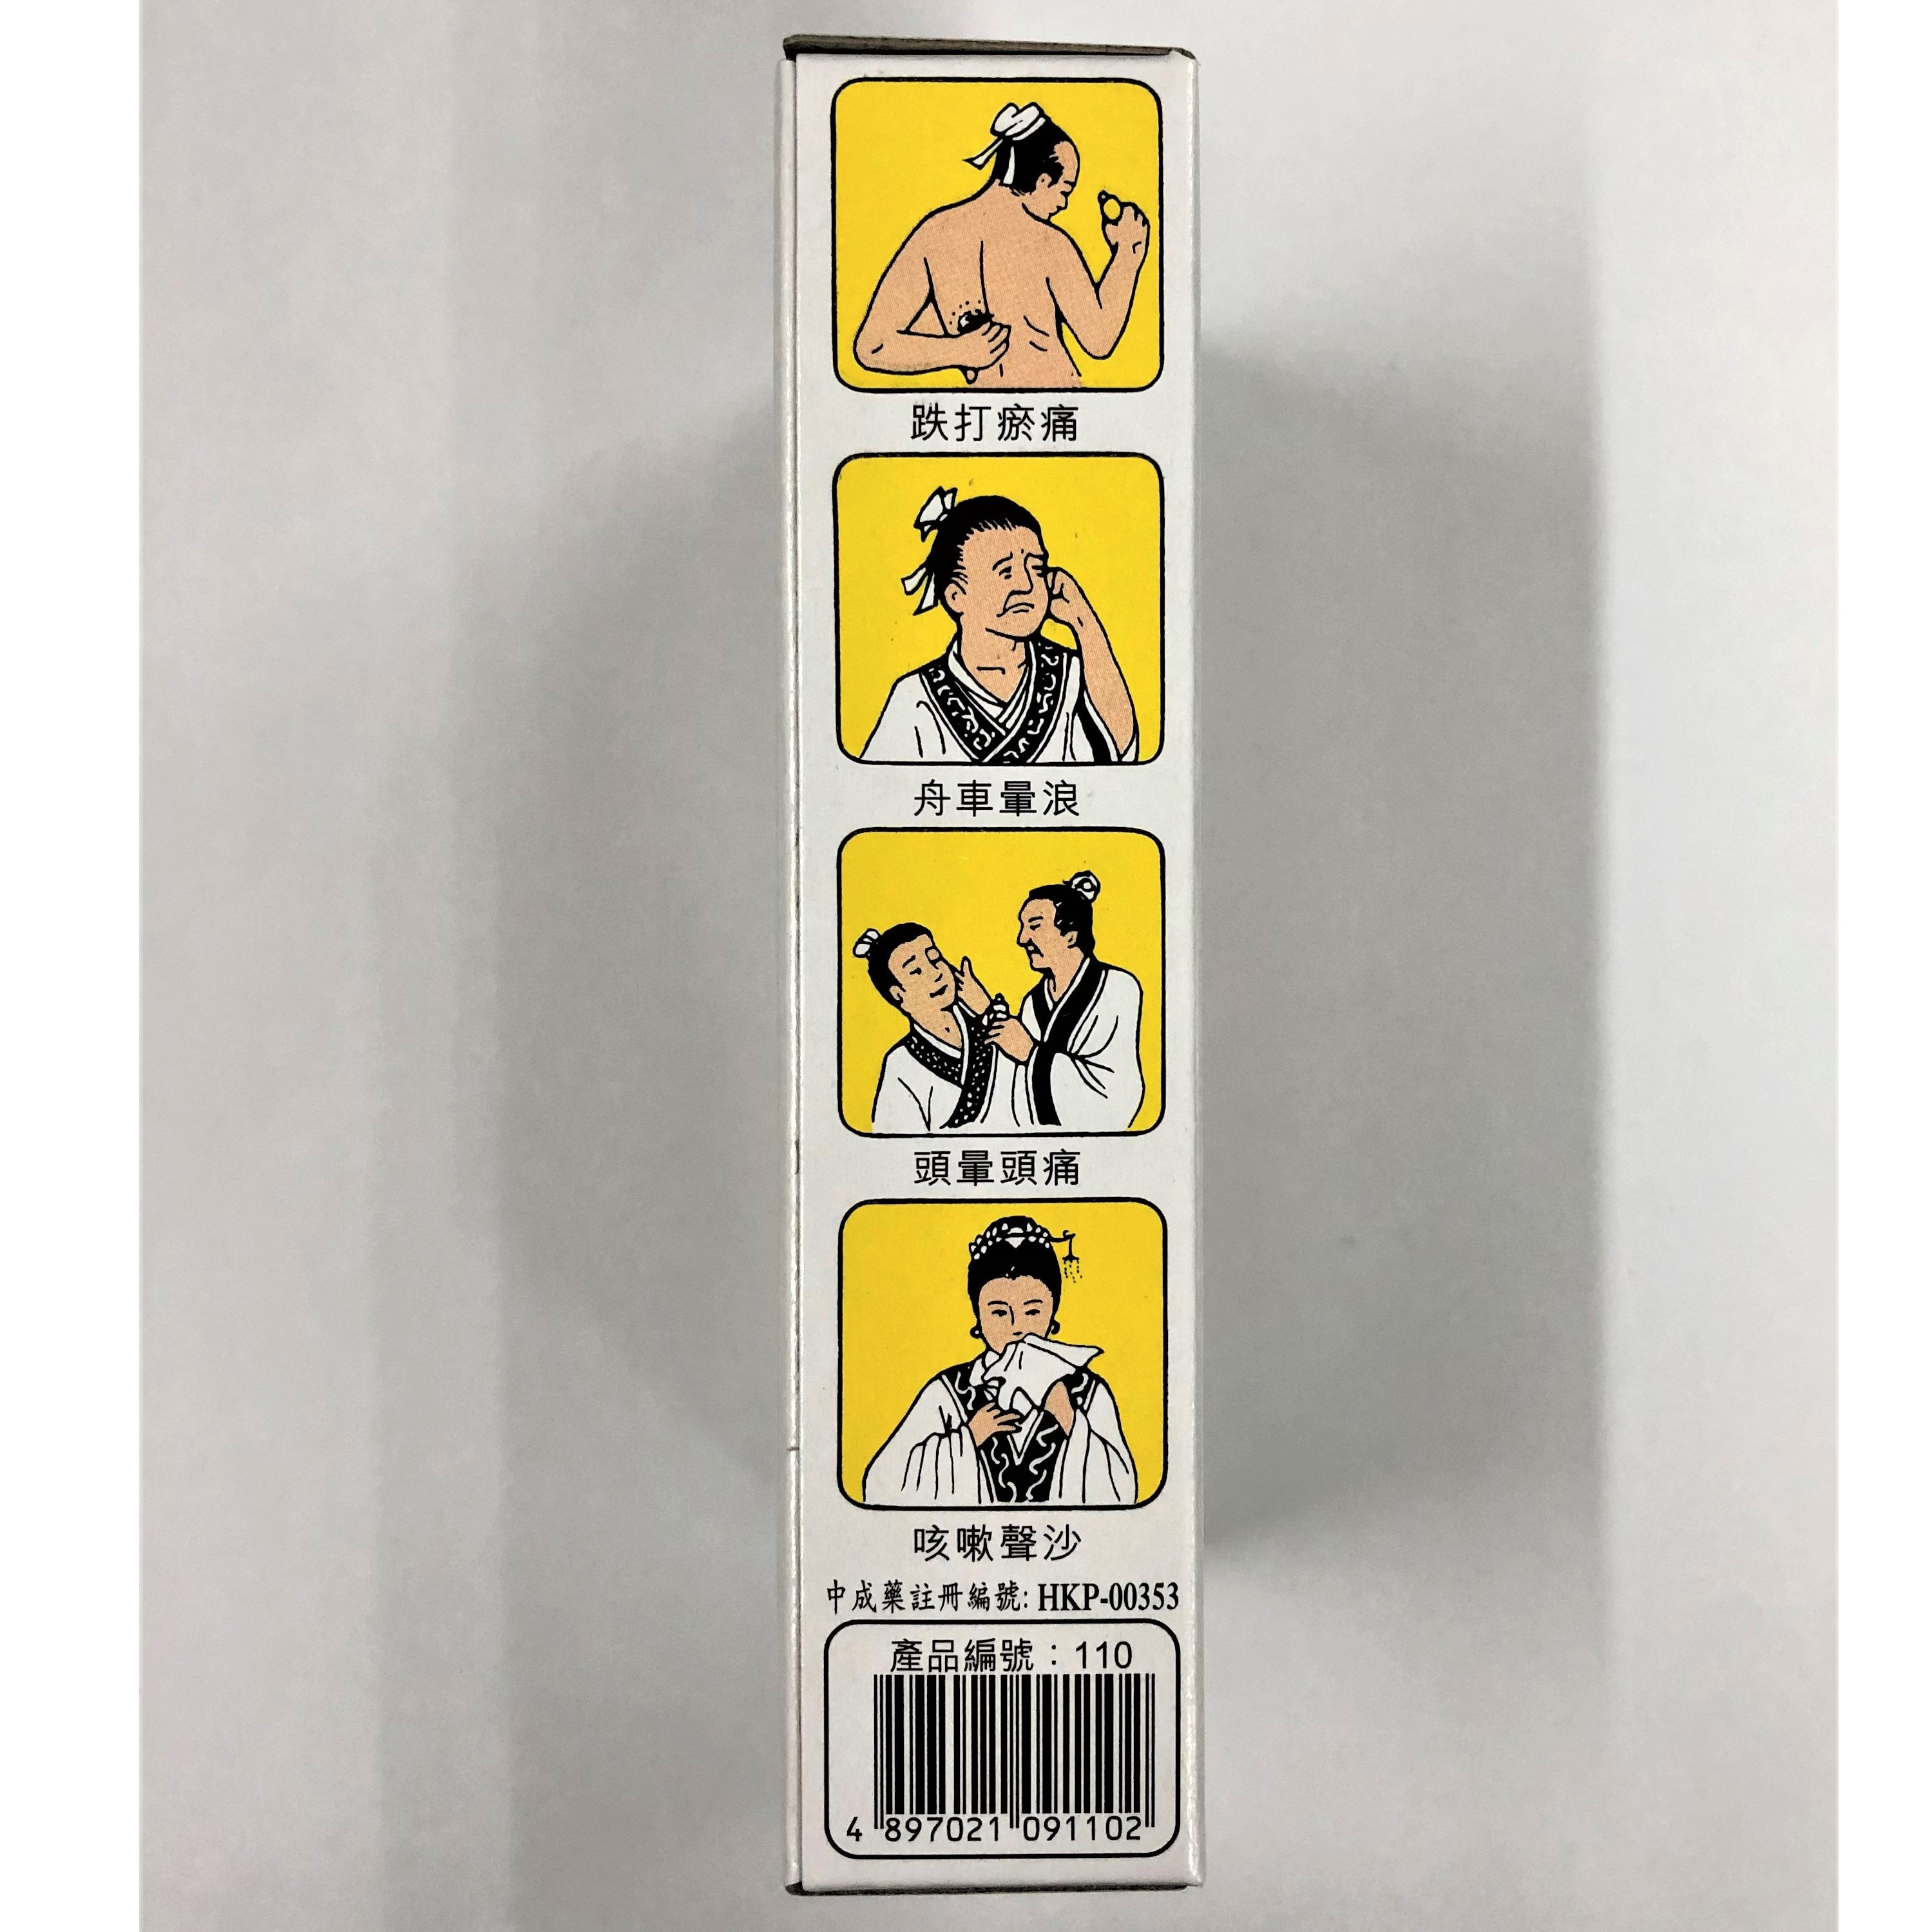 跌打瘀痛
舟車暈浪
頭暈頭痛
咳嗽聲沙
中成藥註冊編號: HKP-00353
產品編號：110
4 897021 091102